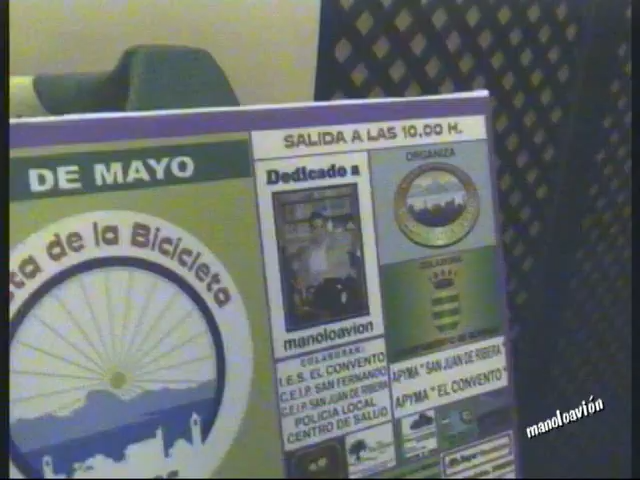 SALIDA A LAS 10,00 H.
DE MAYO
ta de la Bicicleta
Dedicado a
manoloavion
ORGANIZA
COLABORA
COLABORAN:
I.E.S. EL CONVENTO
C.E.I.P. SAN FERNANDO
C.E.I.P. SAN JUAN DE RIBERA
POLICIA LOCAL
CENTRO DE SALUD
APYMA "SAN JUAN DE RIBERA"
APYMA "EL CONVENTO"
manoloavión